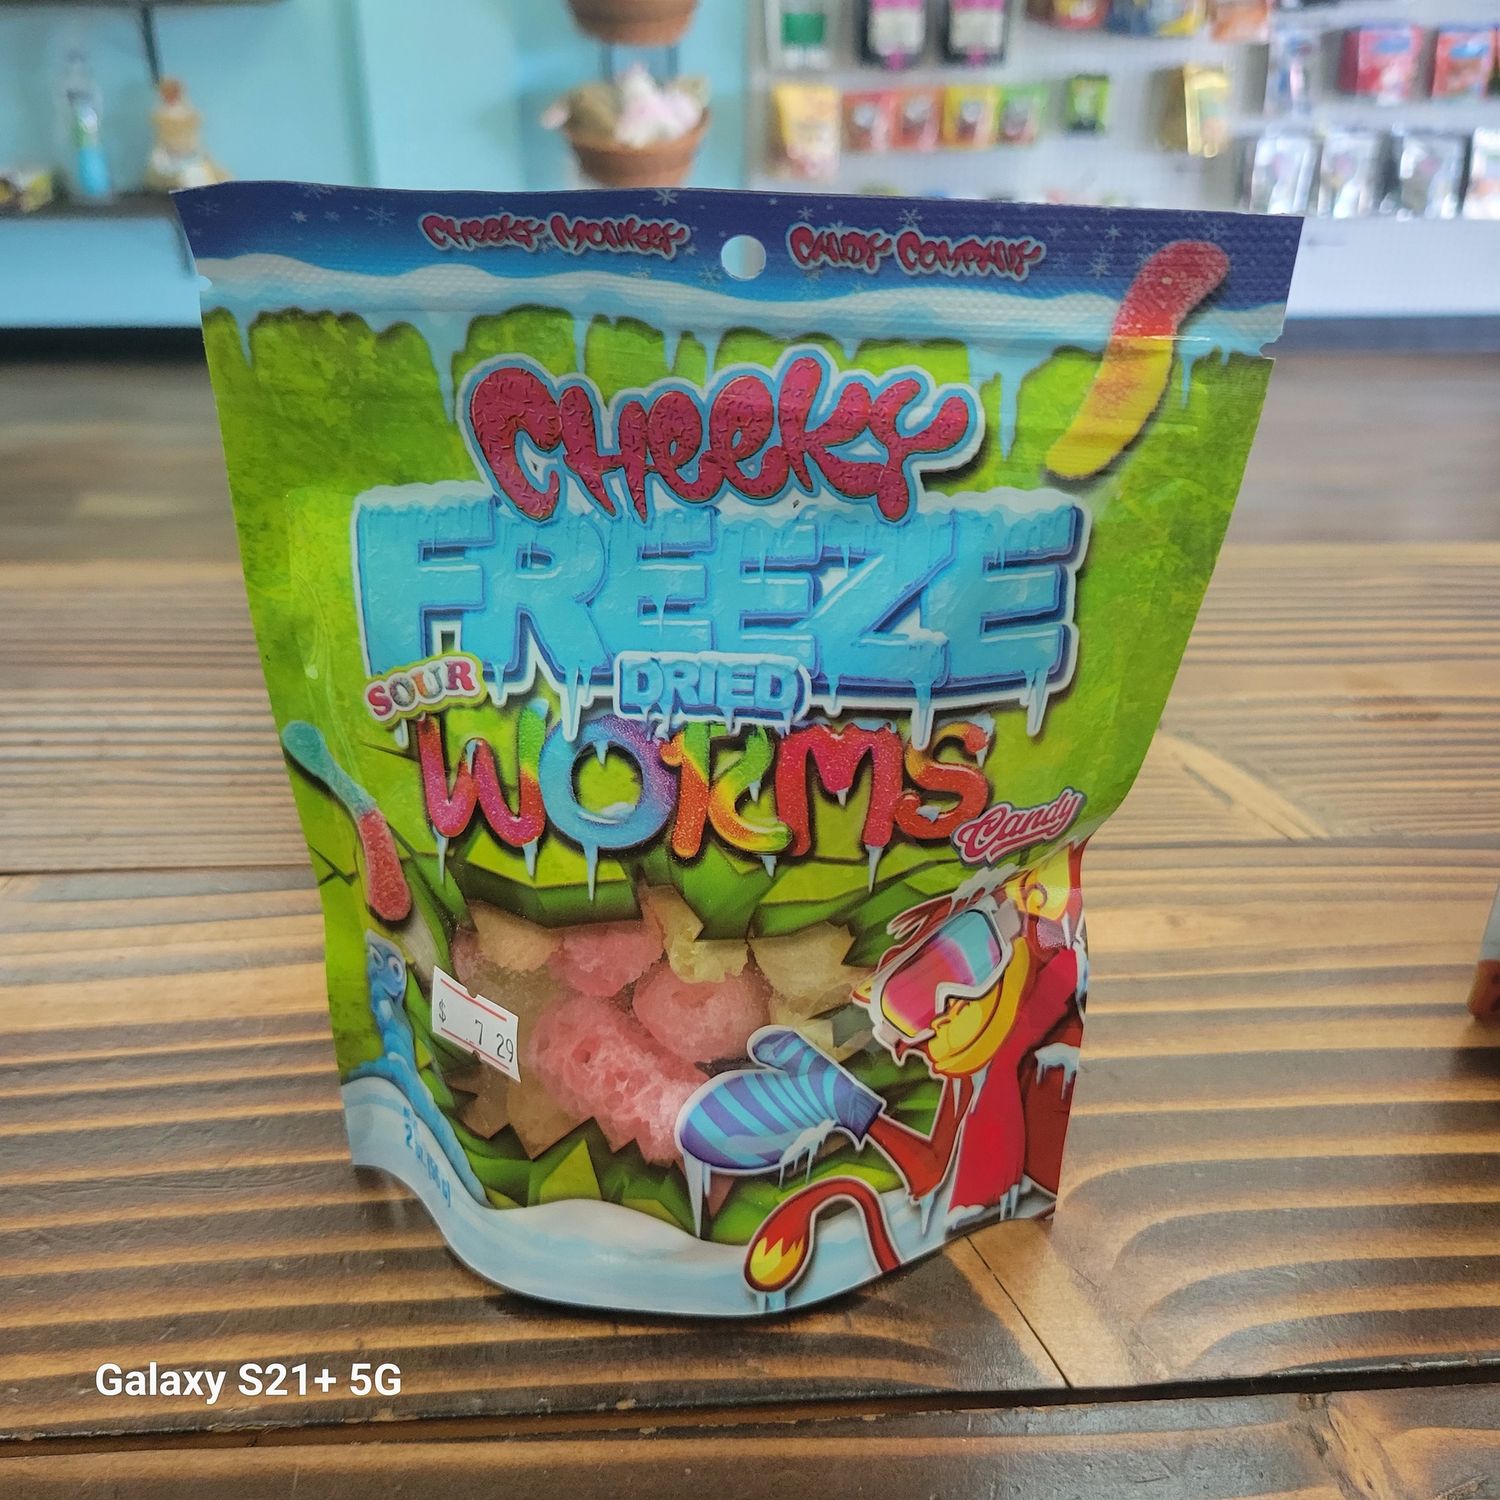 Cheeky Monkey Candy Company
Cheeky
FREEZE
SOUR DRIED
WORMS
Candy
$ 7 29
Galaxy S21+ 5G